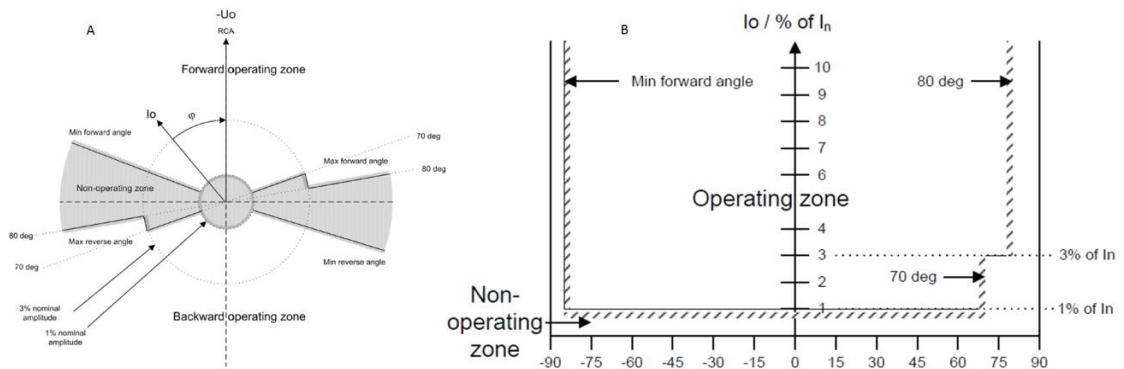 A
-Uo
RCA
Forward operating zone
Io
φ
Min forward angle
70 deg
Max forward angle
80 deg
Non-operating zone
80 deg
Max reverse angle
70 deg
Min reverse angle
3% nominal
amplitude
1% nominal
amplitude
Backward operating zone
B
Io / % of In
10
9
8
7
6
4
3
2
1
Min forward angle
80 deg
Operating zone
3% of In
70 deg
1% of In
Non-
operating
zone
-90 -75 -60 -45 -30 -15 0 15 30 45 60 75 90